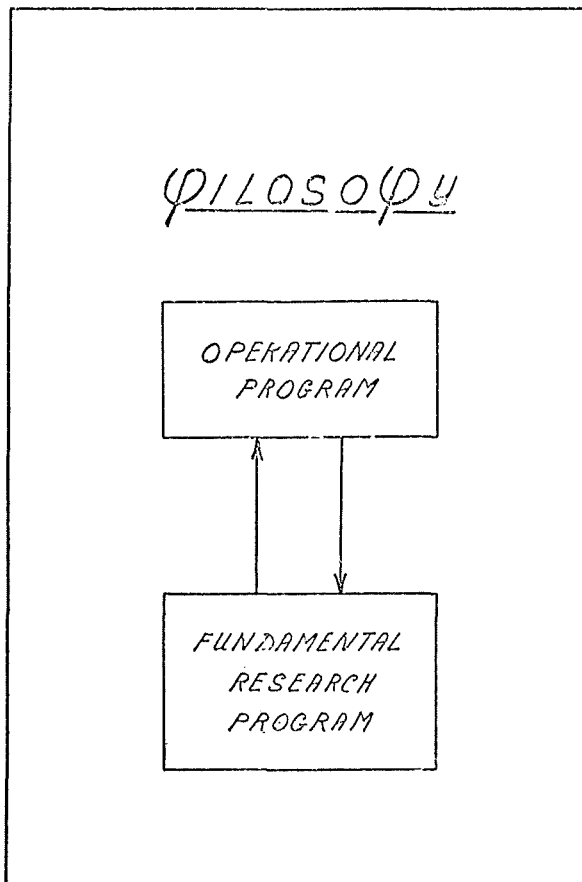 φILOSOφY
OPERATIONAL
PROGRAM
FUNDAMENTAL
RESEARCH
PROGRAM